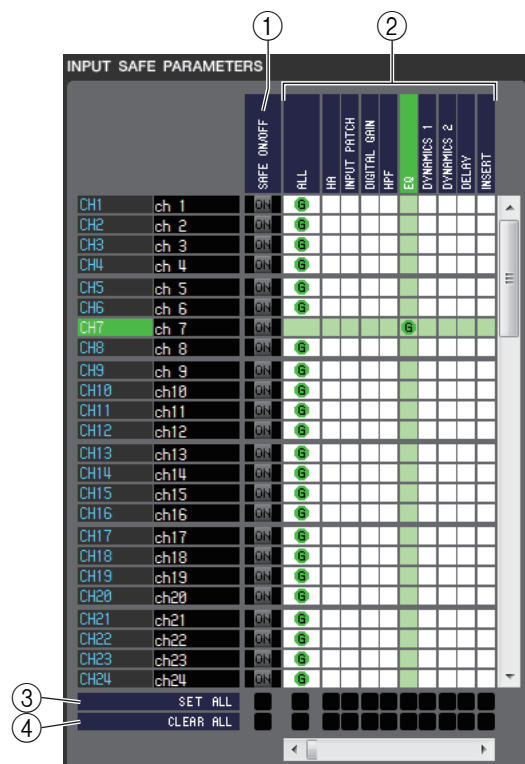 ① ②
INPUT SAFE PARAMETERS
SAFE ON/OFF ALL HA INPUT PATCH DIGITAL GAIN HPF EQ DYNAMICS 1 DYNAMICS 2 DELAY INSERT
CH1 ch 1 ON G
CH2 ch 2 ON G
CH3 ch 3 ON G
CH4 ch 4 ON G
CH5 ch 5 ON G
CH6 ch 6 ON G
CH7 ch 7 ON G
CH8 ch 8 ON G
CH9 ch 9 ON G
CH10 ch10 ON G
CH11 ch11 ON G
CH12 ch12 ON G
CH13 ch13 ON G
CH14 ch14 ON G
CH15 ch15 ON G
CH16 ch16 ON G
CH17 ch17 ON G
CH18 ch18 ON G
CH19 ch19 ON G
CH20 ch20 ON G
CH21 ch21 ON G
CH22 ch22 ON G
CH23 ch23 ON G
CH24 ch24 ON G
③ SET ALL
④ CLEAR ALL